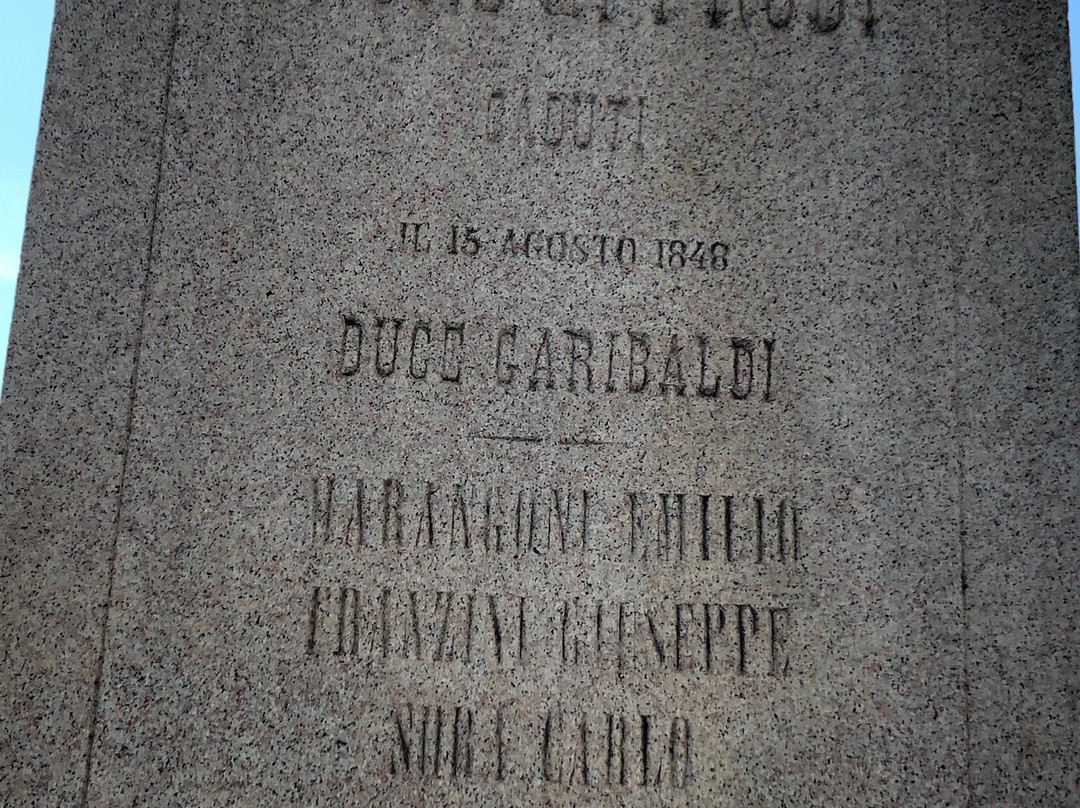 CADUTI
IL 15 AGOSTO 1848
DUCE GARIBALDI
MARANGONI EMILIO
FRANZINI GIUSEPPE
CARLO